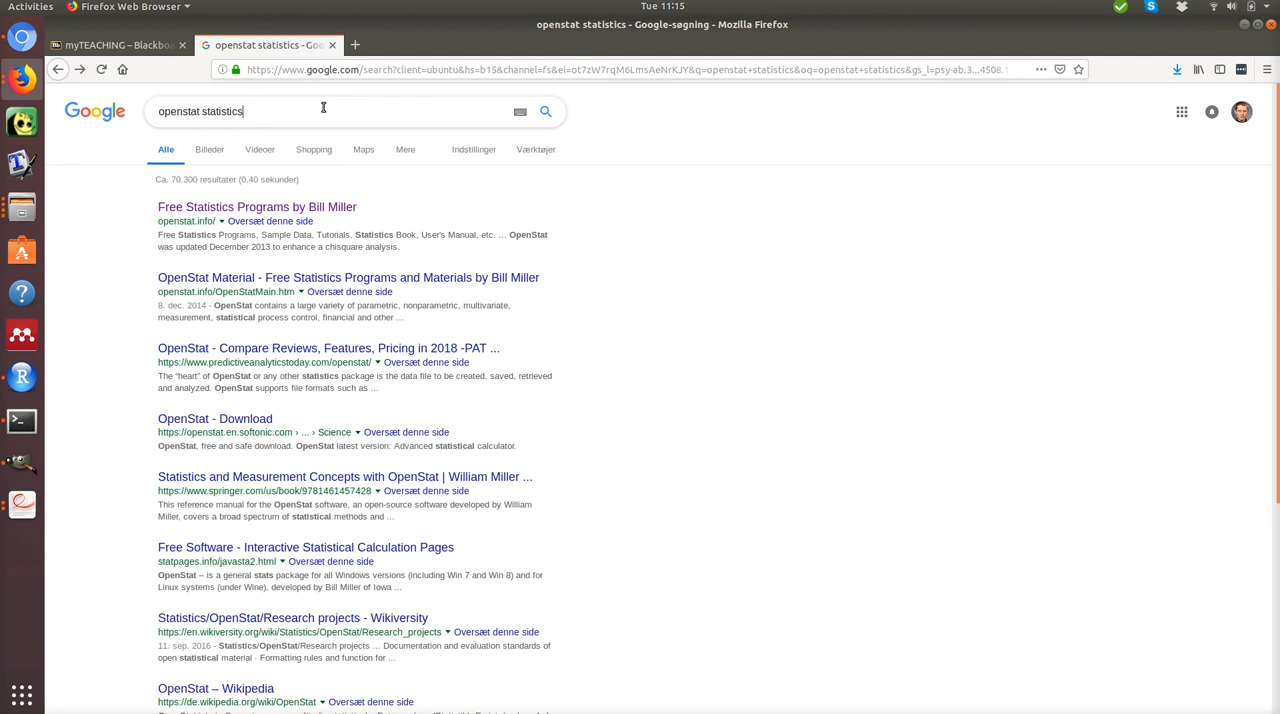 Activities
Firefox Web Browser
Tue 11:15
openstat statistics - Google-søgning - Mozilla Firefox
myTEACHING – Blackboa
openstat statistics - Goo
https://www.google.com/search?client=ubuntu&hs=b15&channel=fs&ei=ot7zW7rqM6LmsAeNrKJY&q=openstat+statistics&oq=openstat+statistics&gs_l=psy-ab.3...4508.1
Google
openstat statistics
Alle
Billeder
Videoer
Shopping
Maps
Mere
Indstillinger
Værktøjer
Ca. 70.300 resultater (0,40 sekunder)
Free Statistics Programs by Bill Miller
openstat.info/ Oversæt denne side
Free Statistics Programs, Sample Data, Tutorials, Statistics Book, User's Manual, etc. ... OpenStat
was updated December 2013 to enhance a chisquare analysis.
OpenStat Material - Free Statistics Programs and Materials by Bill Miller
openstat.info/OpenStatMain.htm Oversæt denne side
8. dec. 2014 - OpenStat contains a large variety of parametric, nonparametric, multivariate,
measurement, statistical process control, financial and other ...
OpenStat - Compare Reviews, Features, Pricing in 2018 -PAT ...
https://www.predictiveanalyticstoday.com/openstat/ Oversæt denne side
The “heart” of OpenStat or any other statistics package is the data file to be created, saved, retrieved
and analyzed. OpenStat supports file formats such as ...
OpenStat - Download
https://openstat.en.softonic.com › ... › Science Oversæt denne side
OpenStat, free and safe download. OpenStat latest version: Advanced statistical calculator.
Statistics and Measurement Concepts with OpenStat | William Miller ...
https://www.springer.com/us/book/9781461457428 Oversæt denne side
This reference manual for the OpenStat software, an open-source software developed by William
Miller, covers a broad spectrum of statistical methods and ...
Free Software - Interactive Statistical Calculation Pages
statpages.info/javasta2.html Oversæt denne side
OpenStat -- is a general stats package for all Windows versions (including Win 7 and Win 8) and for
Linux systems (under Wine), developed by Bill Miller of Iowa ...
Statistics/OpenStat/Research projects - Wikiversity
https://en.wikiversity.org/wiki/Statistics/OpenStat/Research_projects Oversæt denne side
11. sep. 2016 - Statistics/OpenStat/Research projects ... Documentation and evaluation standards of
open statistical material · Formatting rules and function for ...
OpenStat – Wikipedia
https://de.wikipedia.org/wiki/OpenStat Oversæt denne side